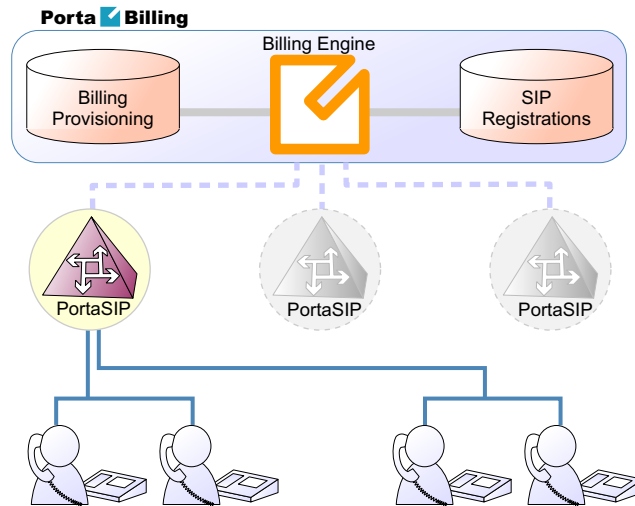 Porta Billing
Billing Engine
Billing
Provisioning
SIP
Registrations
PortaSIP
PortaSIP
PortaSIP